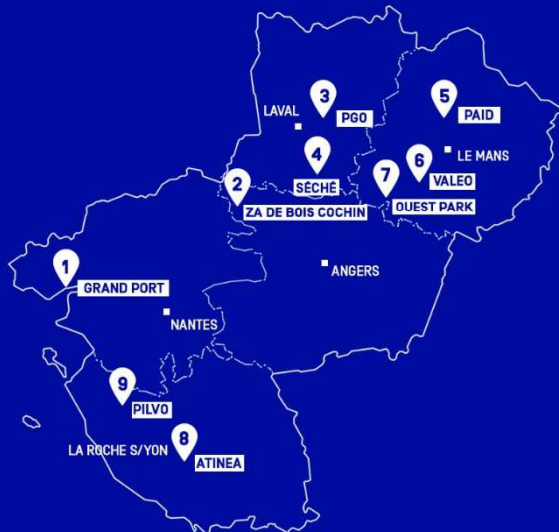 3
5
LAVAL
PGO
PAID
4
6
LE MANS
2
7
SÉCHÉ
VALEO
ZA DE BOIS COCHIN
OUEST PARK
1
ANGERS
GRAND PORT
NANTES
9
PILVO
8
LA ROCHE S/YON
ATINEA